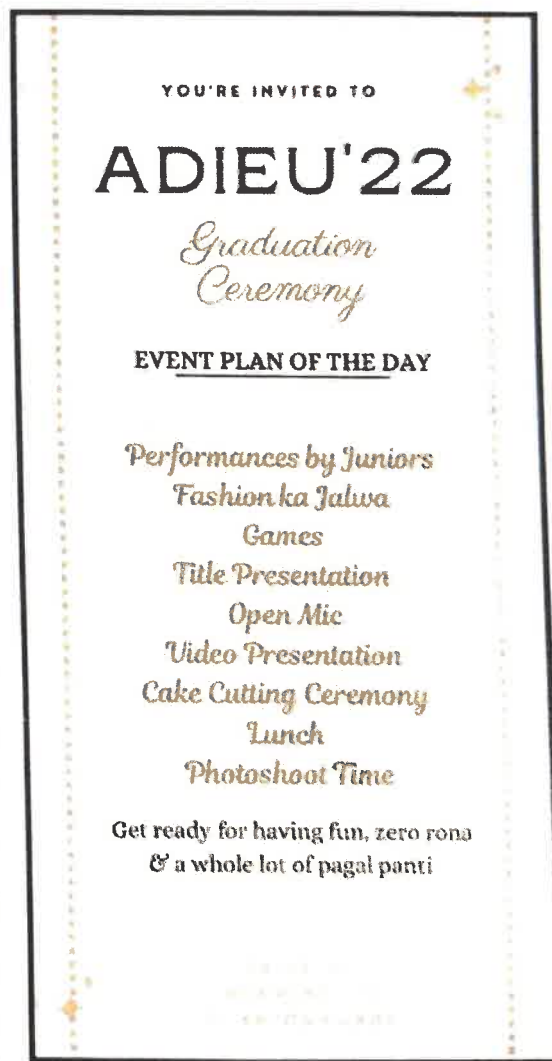 YOU'RE INVITED TO
ADIEU'22
Graduation
Ceremony
EVENT PLAN OF THE DAY
Performances by Juniors
Fashion ka Jalwa
Games
Title Presentation
Open Mic
Video Presentation
Cake Cutting Ceremony
Lunch
Photoshoot Time
Get ready for having fun, zero rona
& a whole lot of pagal panti